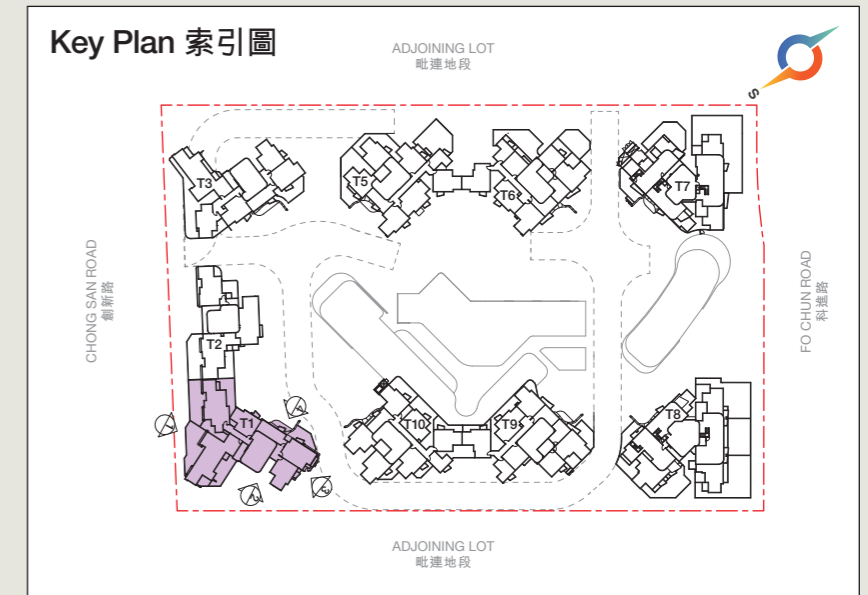 Key Plan 索引圖
ADJOINING LOT
毗連地段
S
T3
T5
T6
T7
CHONG SAN ROAD
創新路
FO CHUN ROAD
科進路
T2
T1
T10
T9
T8
ADJOINING LOT
毗連地段